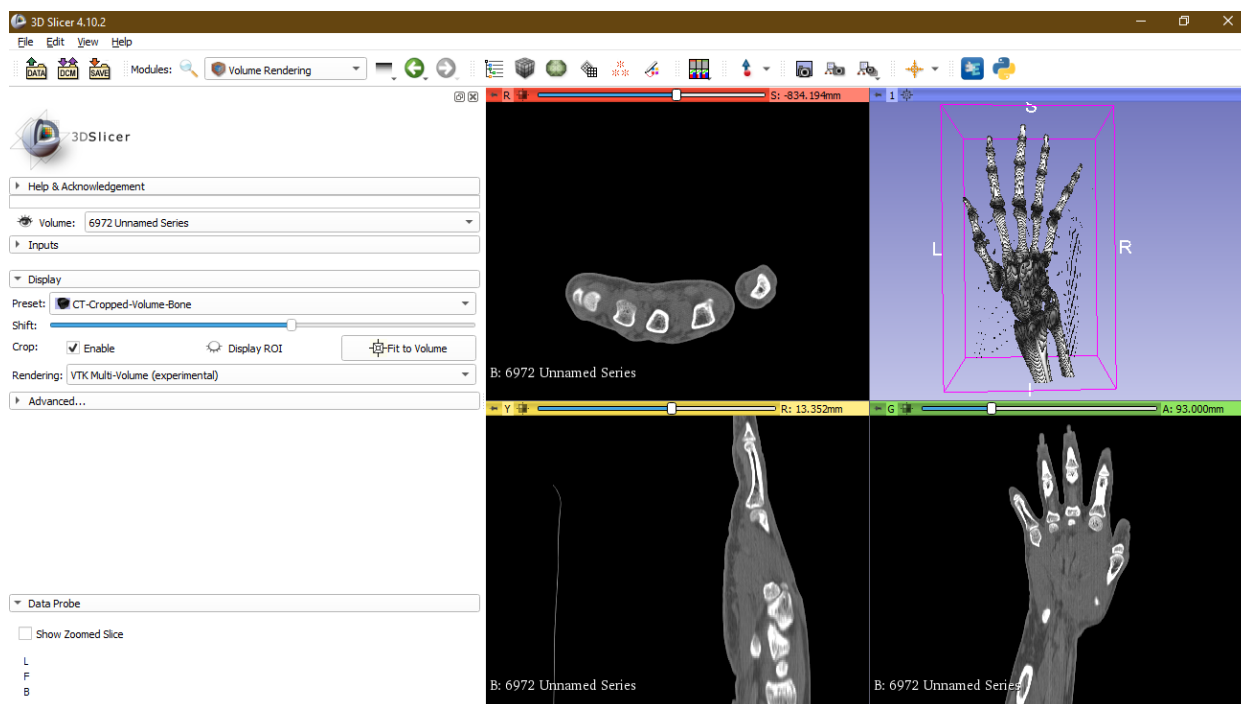 3D Slicer 4.10.2
File Edit View Help
DATA DCM SAVE Modules: Volume Rendering
R S: -834.194mm 1
3DSlicer
S
Help & Acknowledgement
Volume: 6972 Unnamed Series
Inputs
L R
Display
Preset: CT-Cropped-Volume-Bone
Shift:
Crop: Enable Display ROI Fit to Volume
Rendering: VTK Multi-Volume (experimental)
B: 6972 Unnamed Series
I
Advanced...
Y R: 13.352mm G A: 93.000mm
Data Probe
Show Zoomed Slice
L
F
B
B: 6972 Unnamed Series B: 6972 Unnamed Series